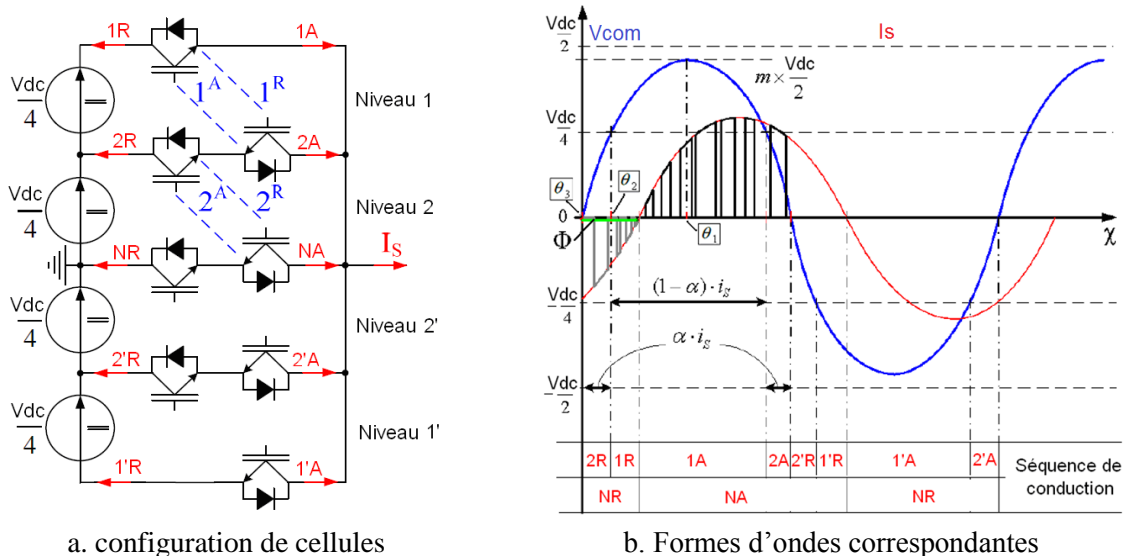 1R
1A
Vdc
4
1^A
1^R
Niveau 1
2R
2A
Vdc
4
2^A
2^R
Niveau 2
NR
NA
I_S
Vdc
4
Niveau 2'
2'R
2'A
Vdc
4
Niveau 1'
1'R
1'A
a. configuration de cellules
Vdc
2
Vcom
Is
m × Vdc
2
Vdc
4
θ3
θ2
0
Φ
θ1
χ
(1-α)·i_S
-Vdc
4
α·i_S
-Vdc
2
2R 1R 1A 2A 2'R 1'R 1'A 2'A
NR NA NR
Séquence de
conduction
b. Formes d'ondes correspondantes